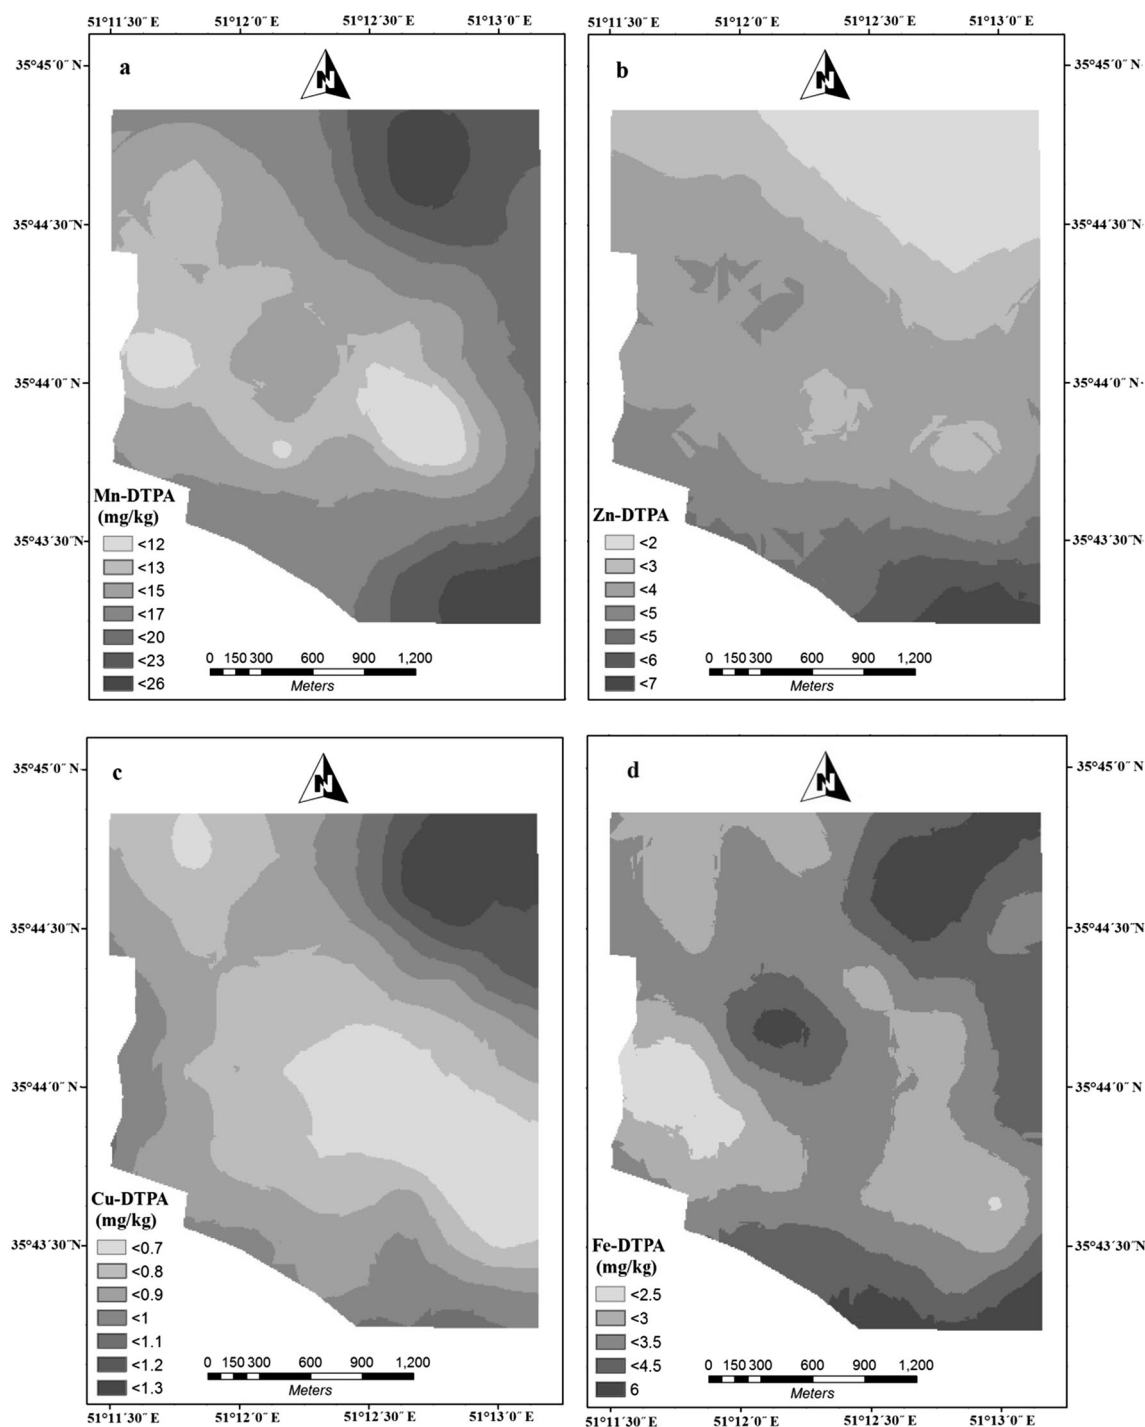 51°11´30˝ E 51°12´0˝ E 51°12´30˝ E 51°13´0˝ E
51°11´30˝ E 51°12´0˝ E 51°12´30˝ E 51°13´0˝ E
a
N
35°45´0˝ N
35°44´30˝ N
35°44´0˝ N
35°43´30˝ N
Mn-DTPA
(mg/kg)
<12
<13
<15
<17
<20
<23
<26
0 150 300 600 900 1,200
Meters
b
N
35°45´0˝ N
35°44´30˝ N
35°44´0˝ N
35°43´30˝ N
Zn-DTPA
<2
<3
<4
<5
<5
<6
<7
0 150 300 600 900 1,200
Meters
c
N
35°45´0˝ N
35°44´30˝ N
35°44´0˝ N
35°43´30˝ N
Cu-DTPA
(mg/kg)
<0.7
<0.8
<0.9
<1
<1.1
<1.2
<1.3
0 150 300 600 900 1,200
Meters
d
N
35°45´0˝ N
35°44´30˝ N
35°44´0˝ N
35°43´30˝ N
Fe-DTPA
(mg/kg)
<2.5
<3
<3.5
<4.5
6
0 150 300 600 900 1,200
Meters
51°11´30˝ E 51°12´0˝ E 51°12´30˝ E 51°13´0˝ E
51°11´30˝ E 51°12´0˝ E 51°12´30˝ E 51°13´0˝ E